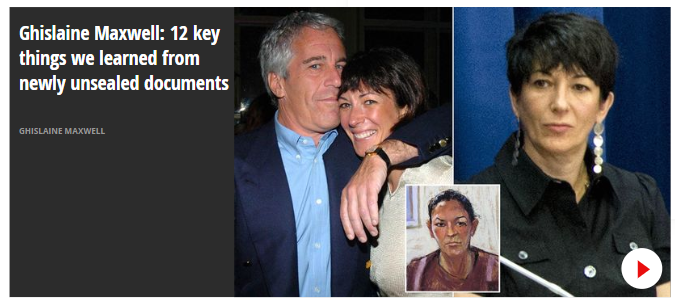 Ghislaine Maxwell: 12 key
things we learned from
newly unsealed documents
GHISLAINE MAXWELL